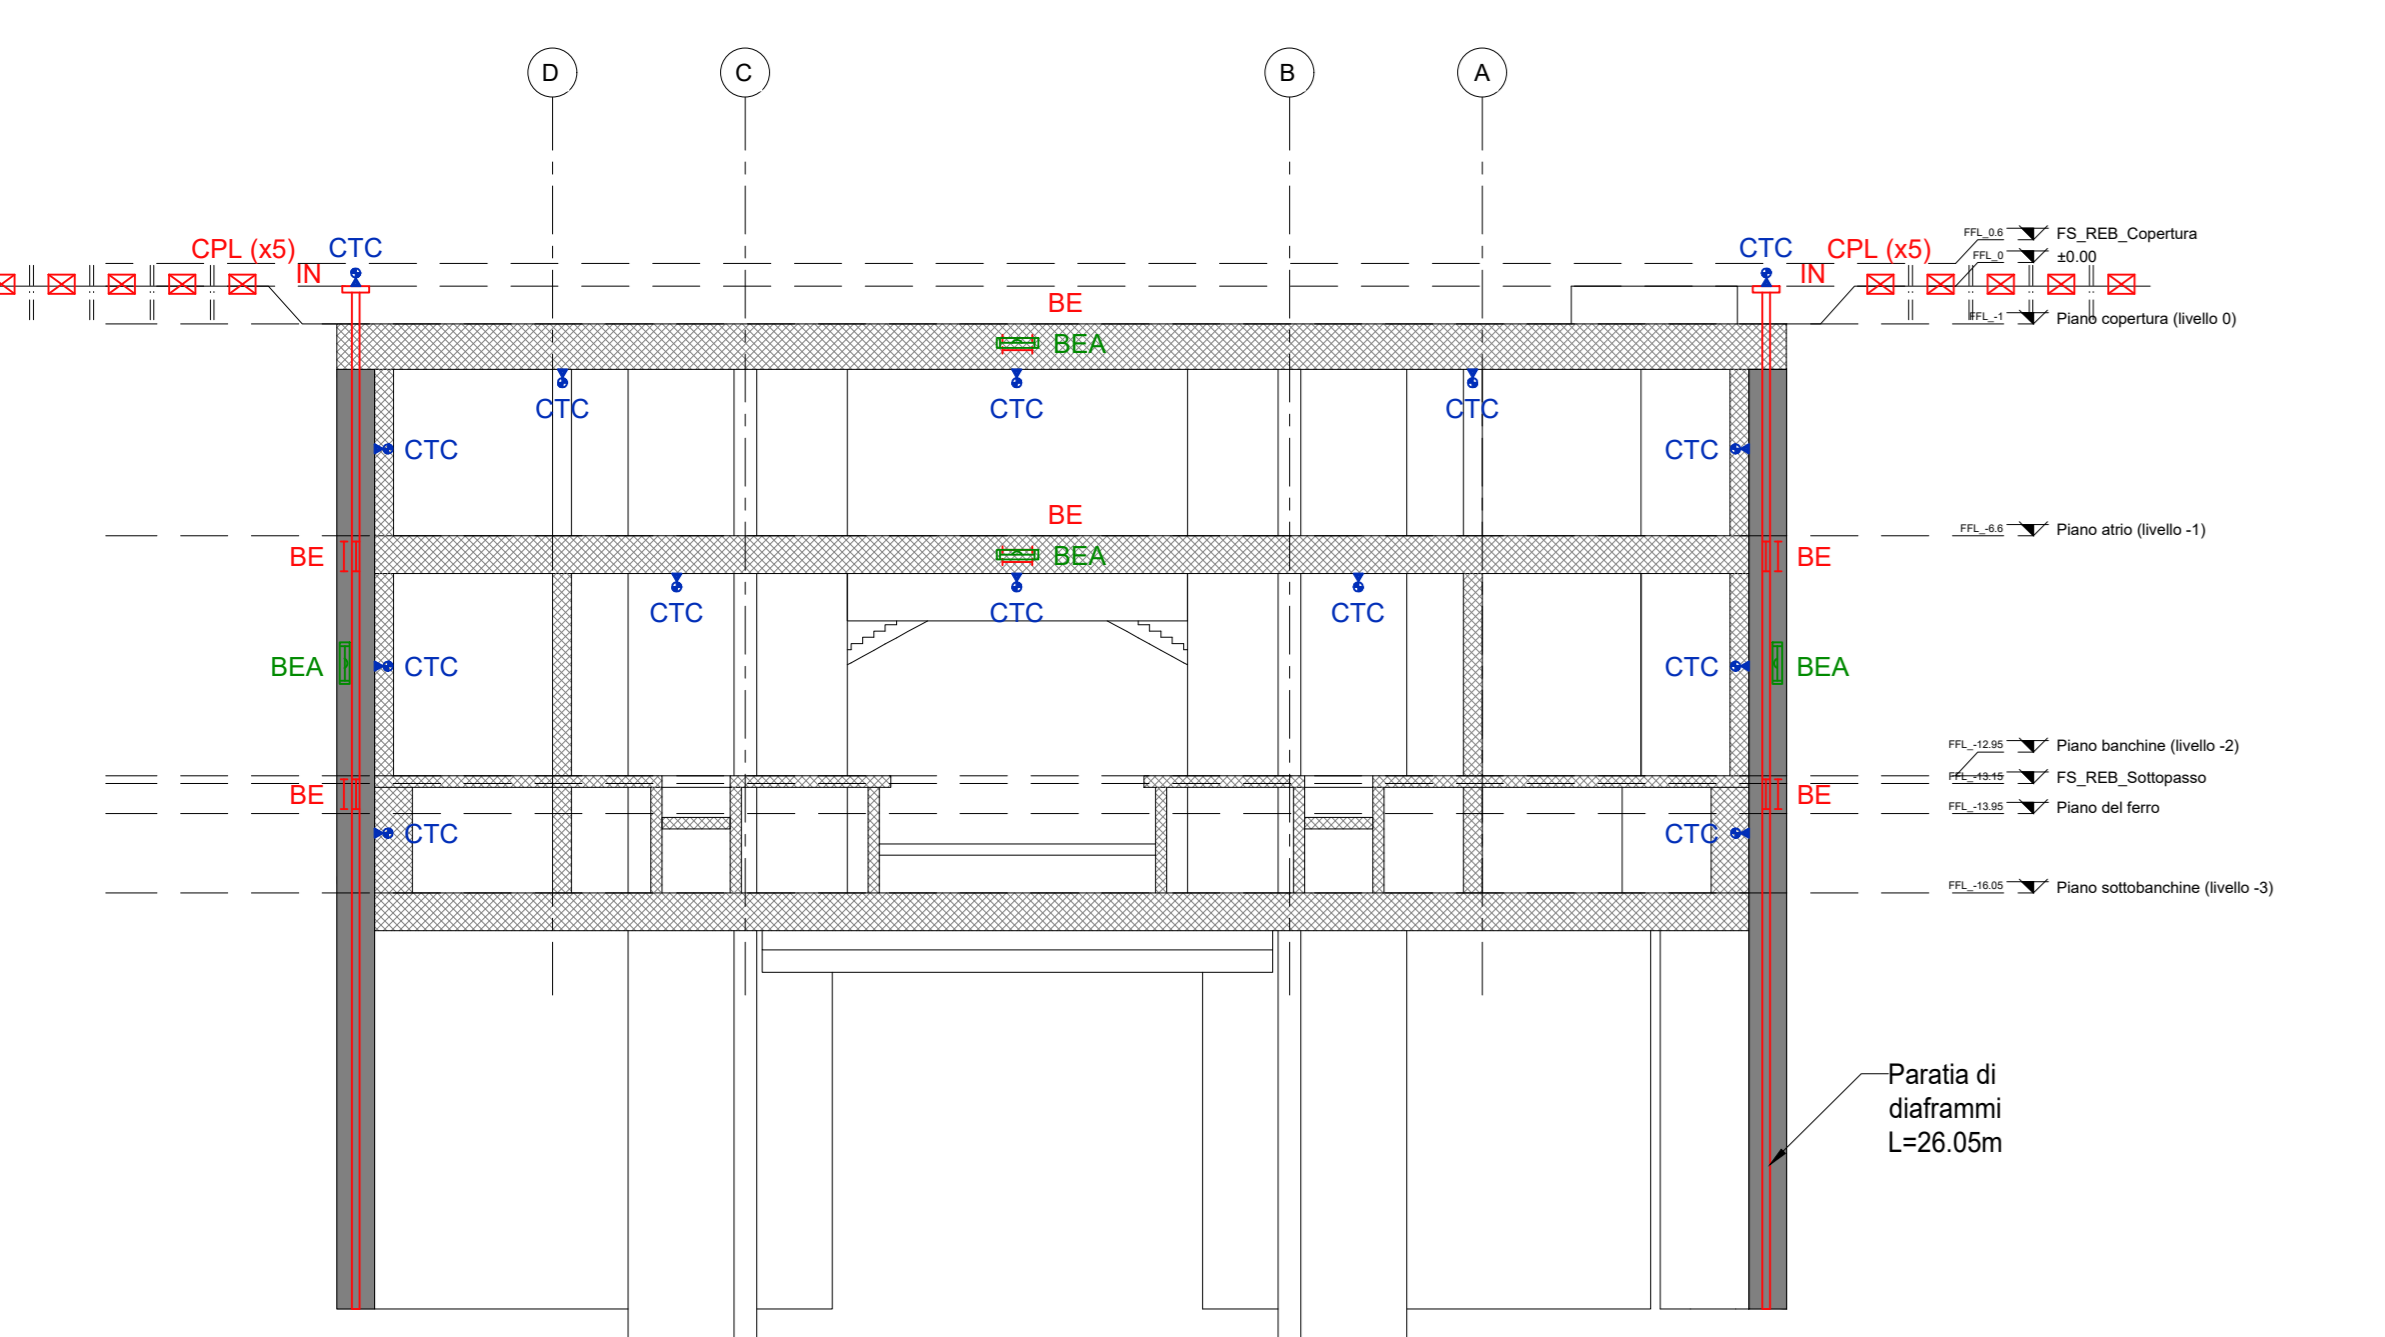 D
C
B
A
CPL (x5)
CTC
IN
CTC
CPL (x5)
IN
FFL_0.6
FS_REB_Copertura
FFL_0
±0.00
BE
BEA
FFL_-1
Piano copertura (livello 0)
CTC
CTC
CTC
CTC
CTC
BE
FFL_-6.6
Piano atrio (livello -1)
BE
BEA
BE
CTC
CTC
CTC
BEA
CTC
CTC
BEA
FFL_-12.95
Piano banchine (livello -2)
FFL_-13.15
FS_REB_Sottopasso
BE
BE
FFL_-13.95
Piano del ferro
CTC
CTC
FFL_-16.05
Piano sottobanchine (livello -3)
Paratia di
diaframmi
L=26.05m